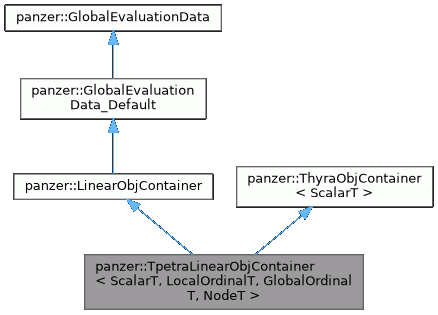 panzer::GlobalEvaluationData
panzer::GlobalEvaluation
Data_Default
panzer::LinearObjContainer
panzer::ThyraObjContainer
< ScalarT >
panzer::TpetraLinearObjContainer
< ScalarT, LocalOrdinalT, GlobalOrdinal
T, NodeT >